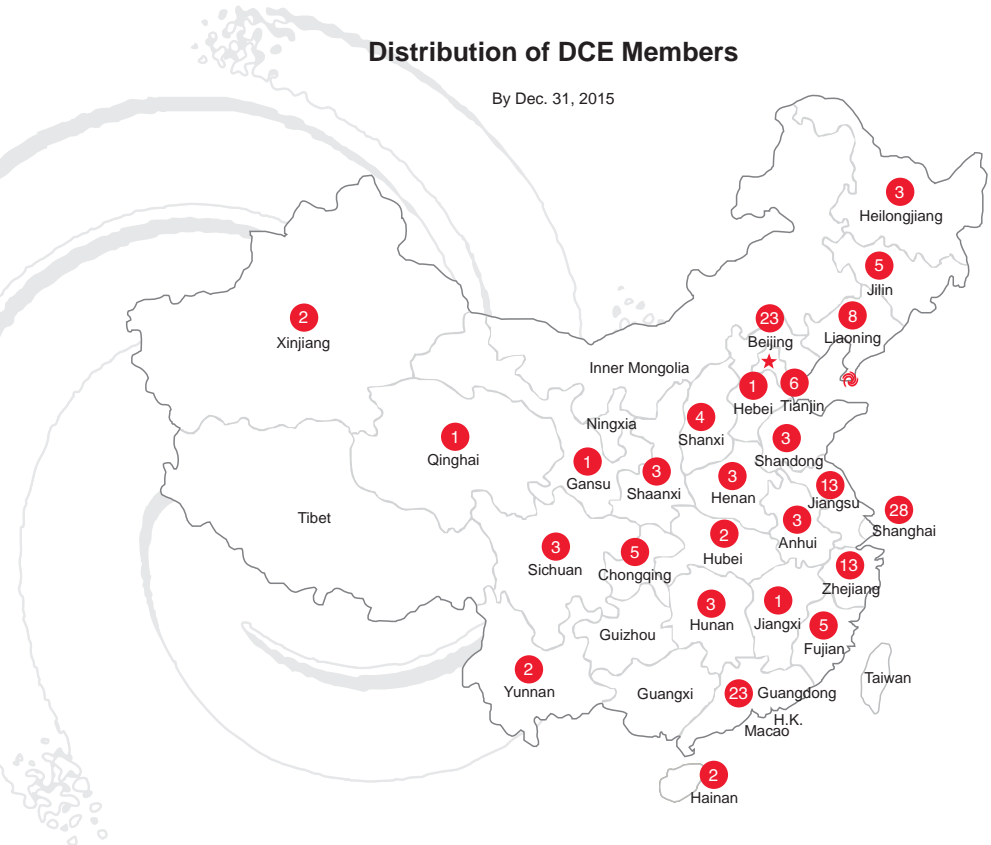 Distribution of DCE Members
By Dec. 31, 2015
3
Heilongjiang
5
Jilin
8
Liaoning
23
Beijing
2
Xinjiang
Inner Mongolia
1
Hebei
6
Tianjin
4
Shanxi
Ningxia
1
Qinghai
3
Shandong
1
Gansu
3
Shaanxi
3
Henan
13
Jiangsu
28
Shanghai
Tibet
3
Anhui
2
Hubei
3
Sichuan
5
Chongqing
13
Zhejiang
3
Hunan
1
Jiangxi
5
Fujian
Guizhou
2
Yunnan
Guangxi
23
Guangdong
Taiwan
H.K.
Macao
2
Hainan